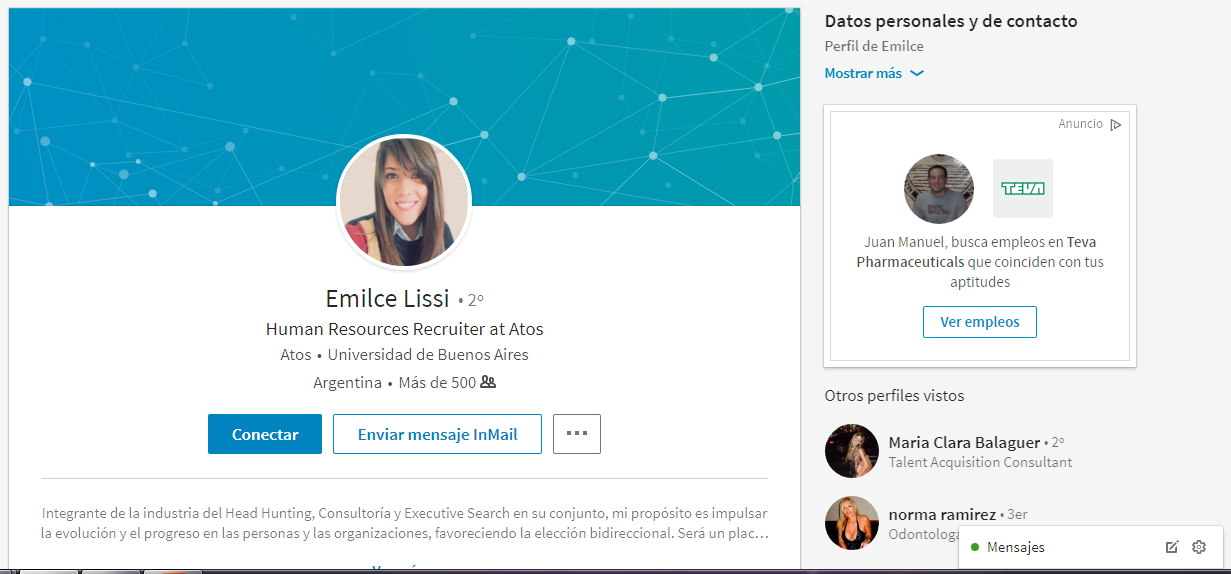 Emilce Lissi • 2º
Human Resources Recruiter at Atos
Atos • Universidad de Buenos Aires
Argentina • Más de 500
Conectar
Enviar mensaje InMail
Integrante de la industria del Head Hunting, Consultoría y Executive Search en su conjunto, mi propósito es impulsar
la evolución y el progreso en las personas y las organizaciones, favoreciendo la elección bidireccional. Será un plac…
Datos personales y de contacto
Perfil de Emilce
Mostrar más
Anuncio
TEVA
Juan Manuel, busca empleos en Teva
Pharmaceuticals que coinciden con tus
aptitudes
Ver empleos
Otros perfiles vistos
Maria Clara Balaguer • 2º
Talent Acquisition Consultant
norma ramirez • 3er
Mensajes